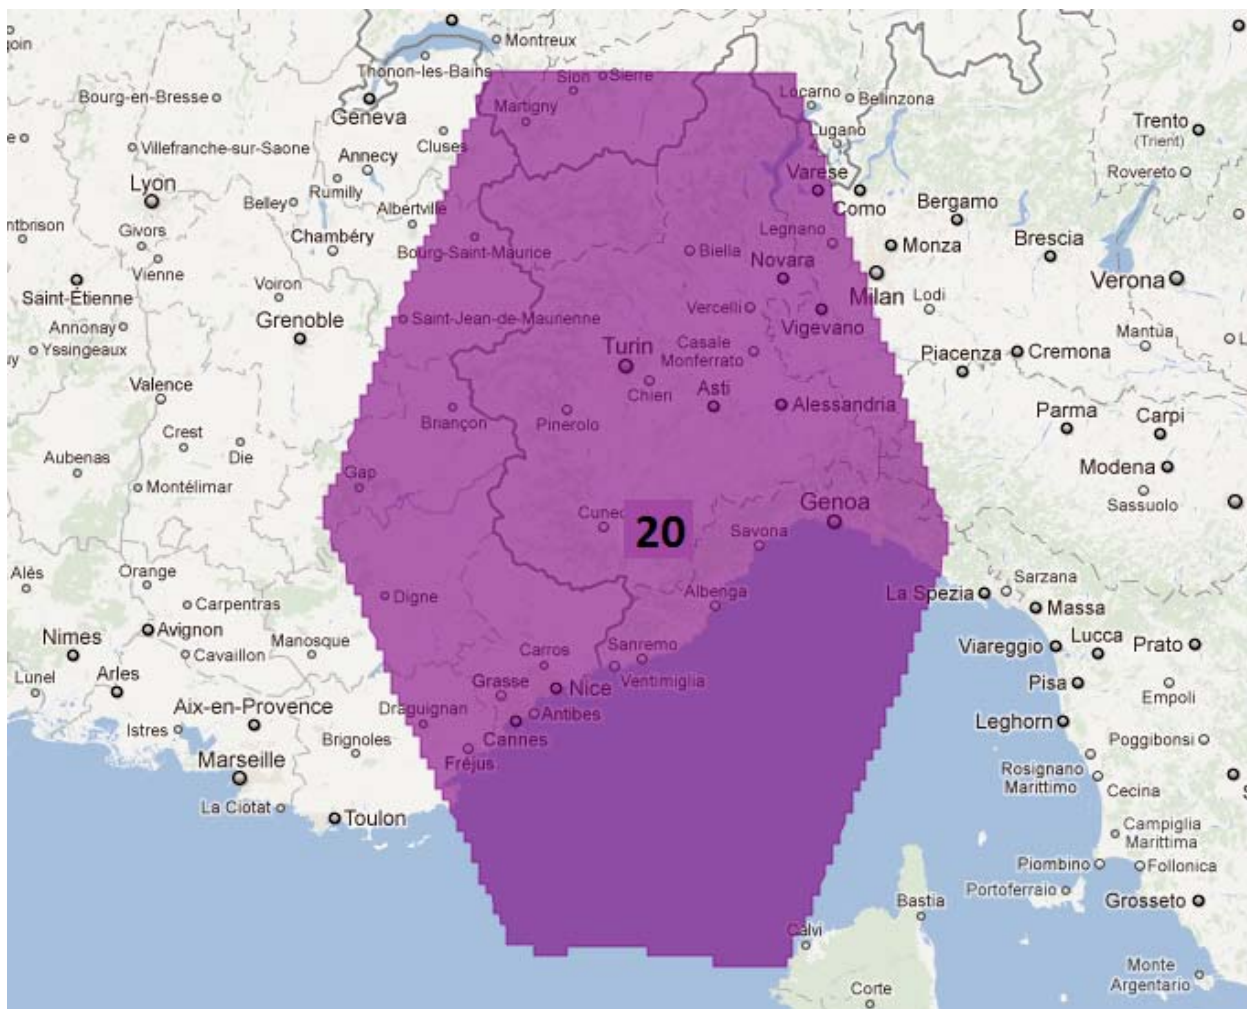 Montreux
Thonon-les-Bains
Sion
Sierre
Bourg-en-Bresse
Locarno
Bellinzona
Geneva
Martigny
Trento
(Trient)
Lugano
Villefranche-sur-Saone
Cluses
Annecy
Rovereto
Lyon
Rumilly
Varese
Belley
Albertville
Como
Bergamo
Givors
Chambéry
Legnano
Monza
Brescia
Bourg-Saint-Maurice
Biella
Novara
Vienne
Voiron
Verona
Saint-Étienne
Milan
Lodi
Vercelli
Annonay
Grenoble
Saint-Jean-de-Maurienne
Vigevano
Mantua
Yssingeaux
Turin
Casale
Monferrato
Piacenza
Cremona
Valence
Chieri
Asti
Alessandria
Parma
Carpi
Briançon
Pinerolo
Crest
Die
Aubenas
Gap
Modena
Montélimar
Sassuolo
Genoa
20
Savona
Alès
Orange
Sarzana
Digne
Albenga
La Spezia
Massa
Carpentras
Avignon
Nimes
Manosque
Carros
Sanremo
Viareggio
Lucca
Prato
Cavaillon
Lunel
Arles
Grasse
Nice
Ventimiglia
Pisa
Empoli
Aix-en-Provence
Draguignan
Antibes
Leghorn
Istres
Brignoles
Cannes
Poggibonsi
Marseille
Fréjus
Rosignano
Marittimo
Cecina
La Ciotat
Toulon
Campiglia
Marittima
Piombino
Follonica
Portoferraio
Grosseto
Bastia
Calvi
Monte
Argentario
Corte